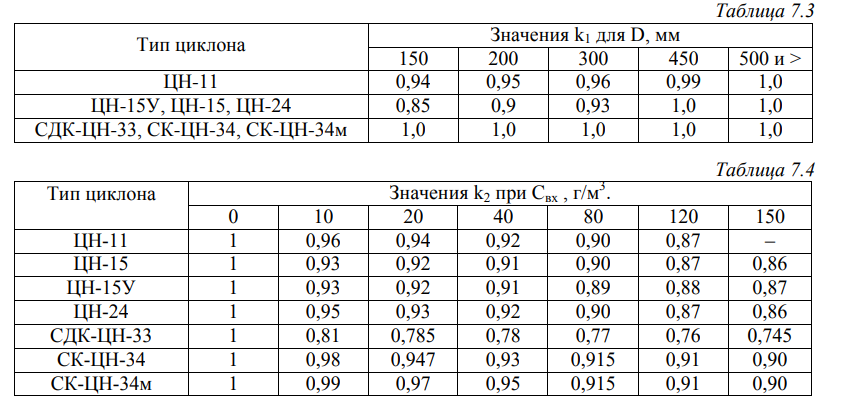 Таблица 7.3
Тип циклона Значения k₁ для D, мм
150 200 300 450 500 и >
ЦН-11 0,94 0,95 0,96 0,99 1,0
ЦН-15У, ЦН-15, ЦН-24 0,85 0,9 0,93 1,0 1,0
СДК-ЦН-33, СК-ЦН-34, СК-ЦН-34м 1,0 1,0 1,0 1,0 1,0
Таблица 7.4
Тип циклона Значения k₂ при Cвх , г/м³.
0 10 20 40 80 120 150
ЦН-11 1 0,96 0,94 0,92 0,90 0,87 –
ЦН-15 1 0,93 0,92 0,91 0,90 0,87 0,86
ЦН-15У 1 0,93 0,92 0,91 0,89 0,88 0,87
ЦН-24 1 0,95 0,93 0,92 0,90 0,87 0,86
СДК-ЦН-33 1 0,81 0,785 0,78 0,77 0,76 0,745
СК-ЦН-34 1 0,98 0,947 0,93 0,915 0,91 0,90
СК-ЦН-34м 1 0,99 0,97 0,95 0,915 0,91 0,90